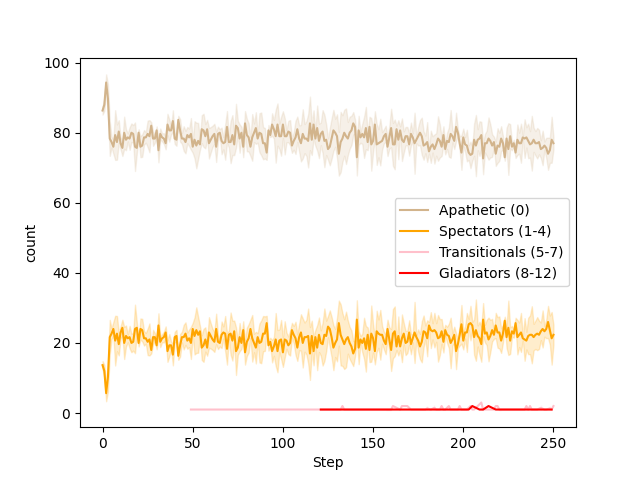 100
80
60
40
20
0
count
Apathetic (0)
Spectators (1-4)
Transitionals (5-7)
Gladiators (8-12)
0 50 100 150 200 250
Step